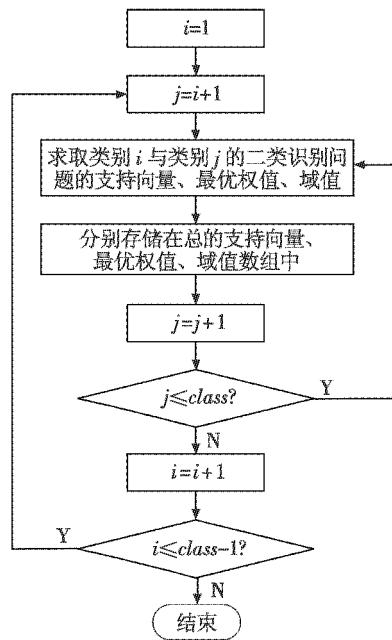 i=1
j=i+1
求取类别 i 与类别 j 的二类识别问
题的支持向量、最优权值、域值
分别存储在总的支持向量、
最优权值、域值数组中
j=j+1
j≤class?
Y
N
i=i+1
Y
i≤class-1?
N
结束